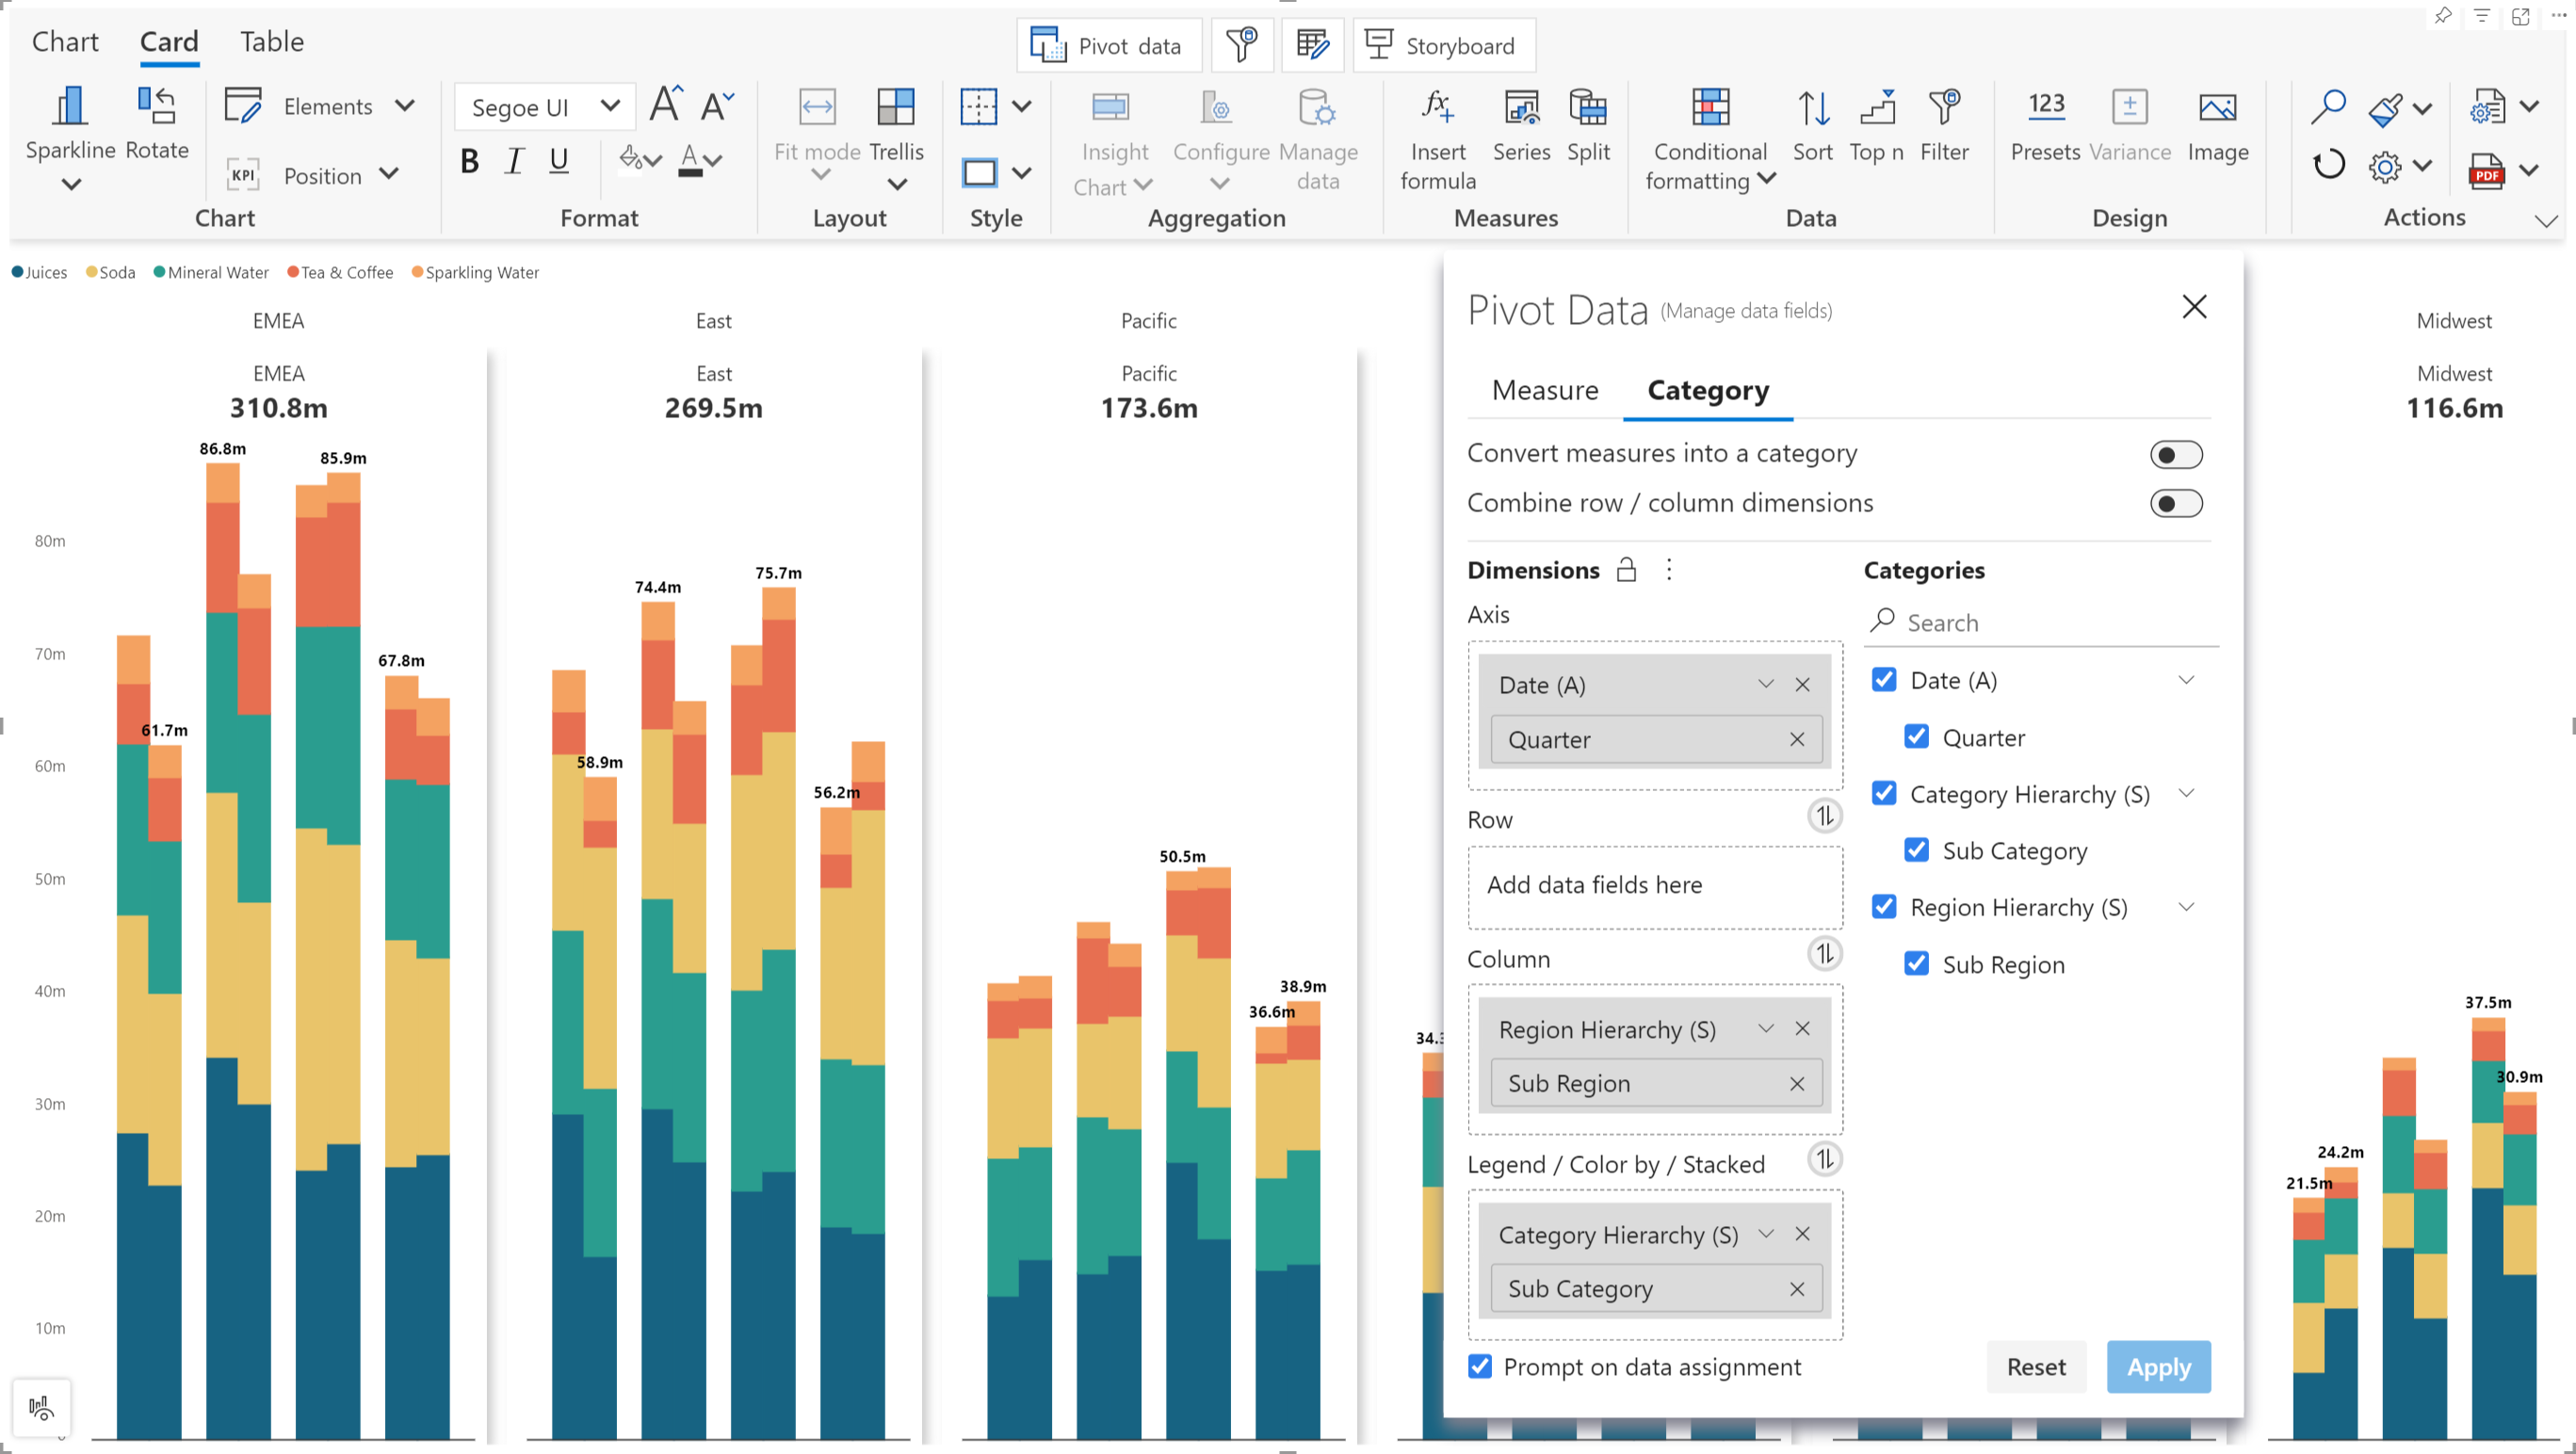 Chart Card Table
Pivot data Storyboard
Sparkline Rotate
Elements
KPI Position
Chart
Segoe UI A A
B I U A
Format
Fit mode Trellis
Layout
Style
Insight Chart Configure Manage data
Aggregation
fx Insert formula Series Split
Measures
Conditional formatting Sort Top n Filter
Data
123 Presets Variance Image
Design
PDF
Actions
Juices Soda Mineral Water Tea & Coffee Sparkling Water
EMEA East Pacific Midwest
EMEA East Pacific Midwest
310.8m 269.5m 173.6m 116.6m
80m
70m
60m
50m
40m
30m
20m
10m
86.8m
85.9m
67.8m
61.7m
74.4m
75.7m
58.9m
56.2m
50.5m
38.9m
36.6m
34.3
37.5m
30.9m
24.2m
21.5m
Pivot Data (Manage data fields)
Measure Category
Convert measures into a category
Combine row / column dimensions
Dimensions
Axis
Date (A)
Quarter
Row
Add data fields here
Column
Region Hierarchy (S)
Sub Region
Legend / Color by / Stacked
Category Hierarchy (S)
Sub Category
Prompt on data assignment
Categories
Search
Date (A)
Quarter
Category Hierarchy (S)
Sub Category
Region Hierarchy (S)
Sub Region
Reset Apply